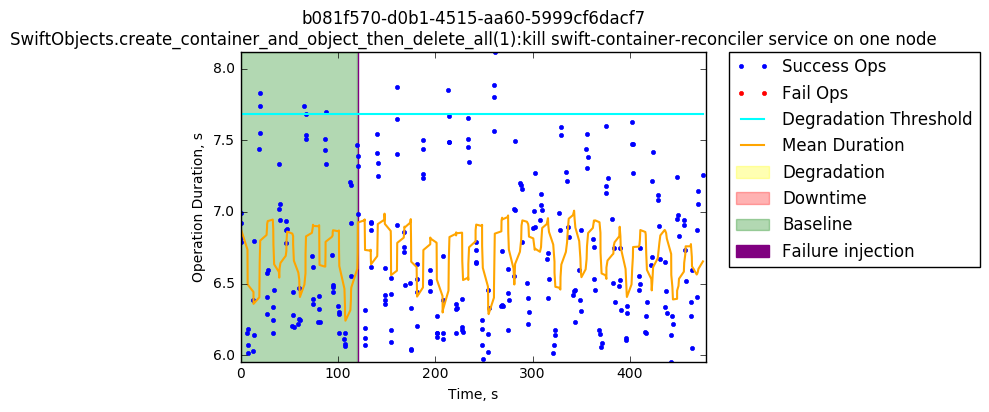 b081f570-d0b1-4515-aa60-5999cf6dacf7
SwiftObjects.create_container_and_object_then_delete_all(1):kill swift-container-reconciler service on one node
8.0
7.5
7.0
6.5
6.0
Operation Duration, s
0
100
200
300
400
Time, s
Success Ops
Fail Ops
Degradation Threshold
Mean Duration
Degradation
Downtime
Baseline
Failure injection